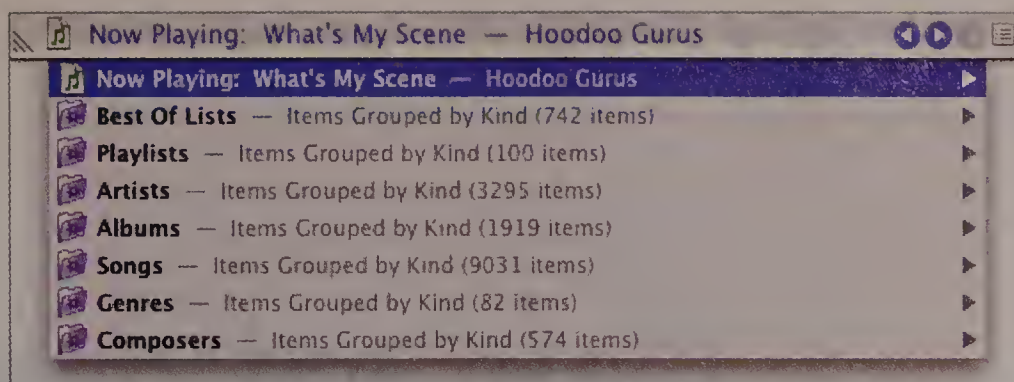 Now Playing: What's My Scene — Hoodoo Gurus
Now Playing: What's My Scene — Hoodoo Gurus
Best Of Lists — Items Grouped by Kind (742 items)
Playlists — Items Grouped by Kind (100 items)
Artists — Items Grouped by Kind (3295 items)
Albums — Items Grouped by Kind (1919 items)
Songs — Items Grouped by Kind (9031 items)
Genres — Items Grouped by Kind (82 items)
Composers — Items Grouped by Kind (574 items)